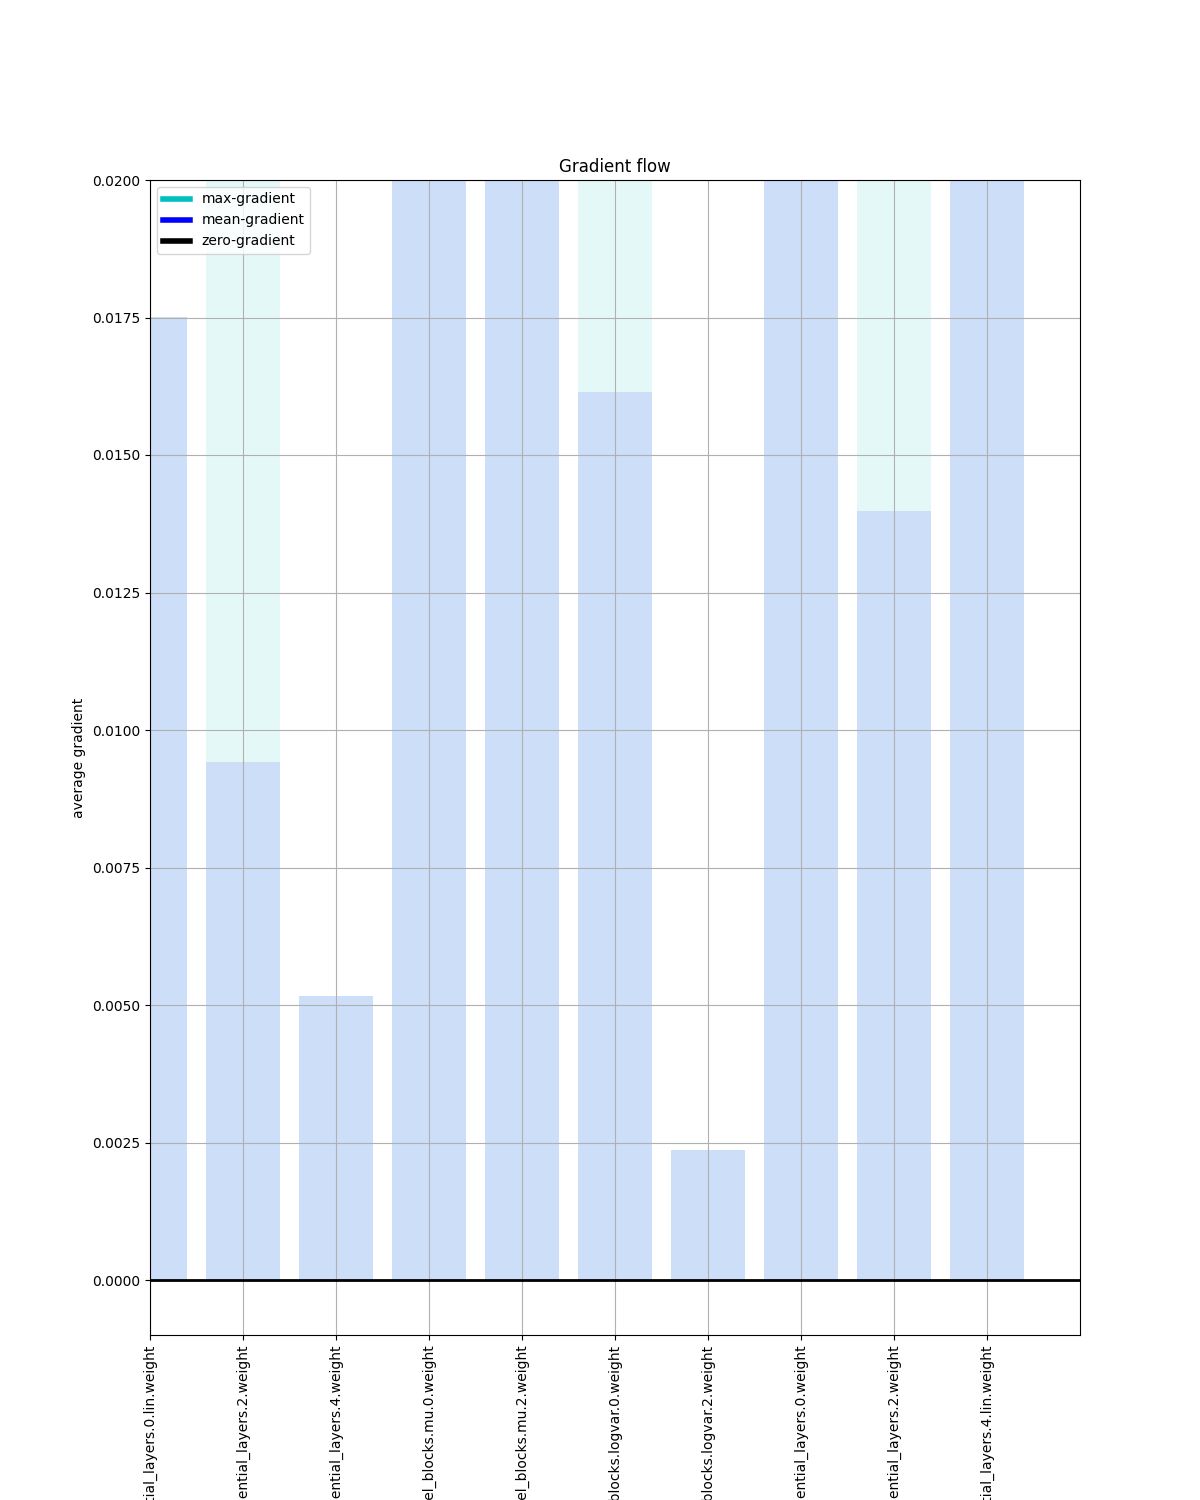 Gradient flow
max-gradient
mean-gradient
zero-gradient
0.0200
0.0175
0.0150
0.0125
0.0100
0.0075
0.0050
0.0025
0.0000
average gradient
tial_layers.0.lin.weight
ential_layers.2.weight
ential_layers.4.weight
el_blocks.mu.0.weight
el_blocks.mu.2.weight
blocks.logvar.0.weight
blocks.logvar.2.weight
ential_layers.0.weight
ential_layers.2.weight
tial_layers.4.lin.weight